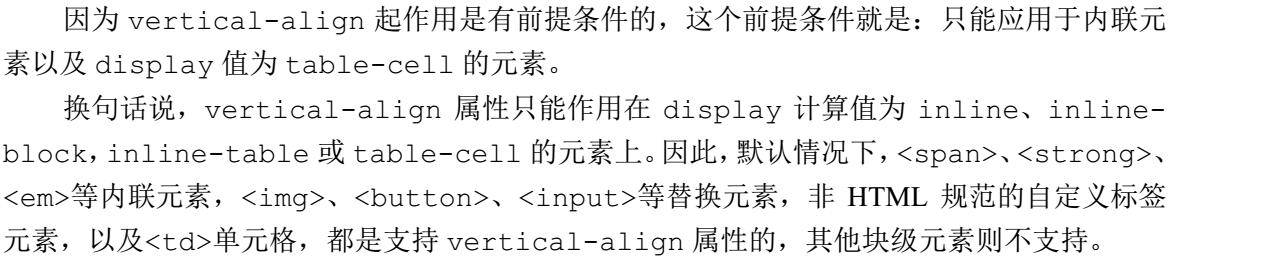 因为 vertical-align 起作用是有前提条件的，这个前提条件就是：只能应用于内联元
素以及 display 值为 table-cell 的元素。
换句话说，vertical-align 属性只能作用在 display 计算值为 inline、inline-
block，inline-table 或 table-cell 的元素上。因此，默认情况下，<span>、<strong>、
<em>等内联元素，<img>、<button>、<input>等替换元素，非 HTML 规范的自定义标签
元素，以及<td>单元格，都是支持 vertical-align 属性的，其他块级元素则不支持。